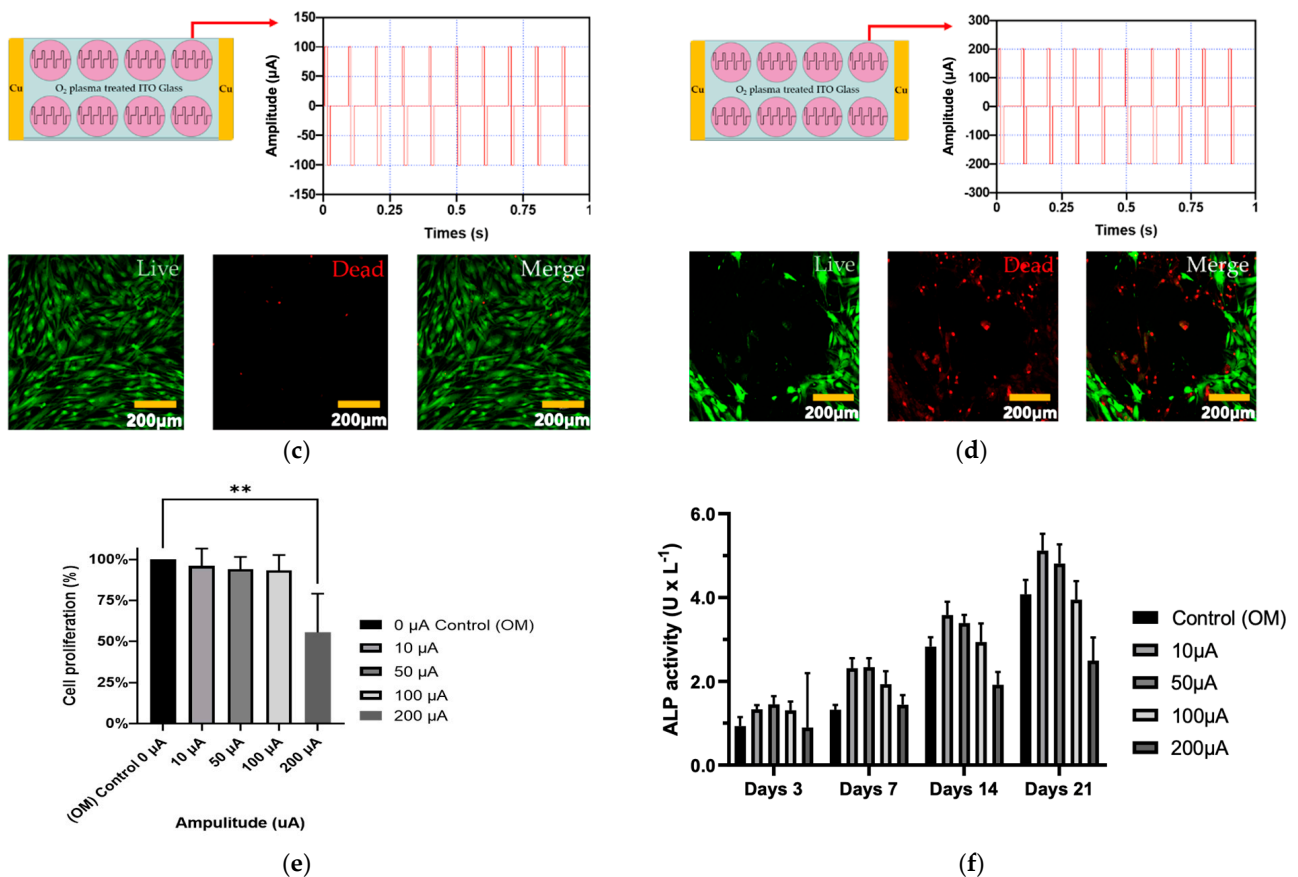 Cu
O2 plasma treated ITO Glass
Cu
Amplitude (µA)
150
100
50
0
-50
-100
-150
0
0.25
0.5
0.75
1
Times (s)
Live
200µm
Dead
200µm
Merge
200µm
(c)
Cu
O2 plasma treated ITO Glass
Cu
Amplitude (µA)
300
200
100
0
-100
-200
-300
0
0.25
0.5
0.75
1
Times (s)
Live
200µm
Dead
200µm
Merge
200µm
(d)
**
Cell proliferation (%)
100%
75%
50%
25%
0%
(OM) Control 0 µA
10 µA
50 µA
100 µA
200 µA
Ampulitude (uA)
0 µA Control (OM)
10 µA
50 µA
100 µA
200 µA
(e)
ALP activity (U x L-1)
6.0
4.0
2.0
0.0
Days 3
Days 7
Days 14
Days 21
Control (OM)
10µA
50µA
100µA
200µA
(f)